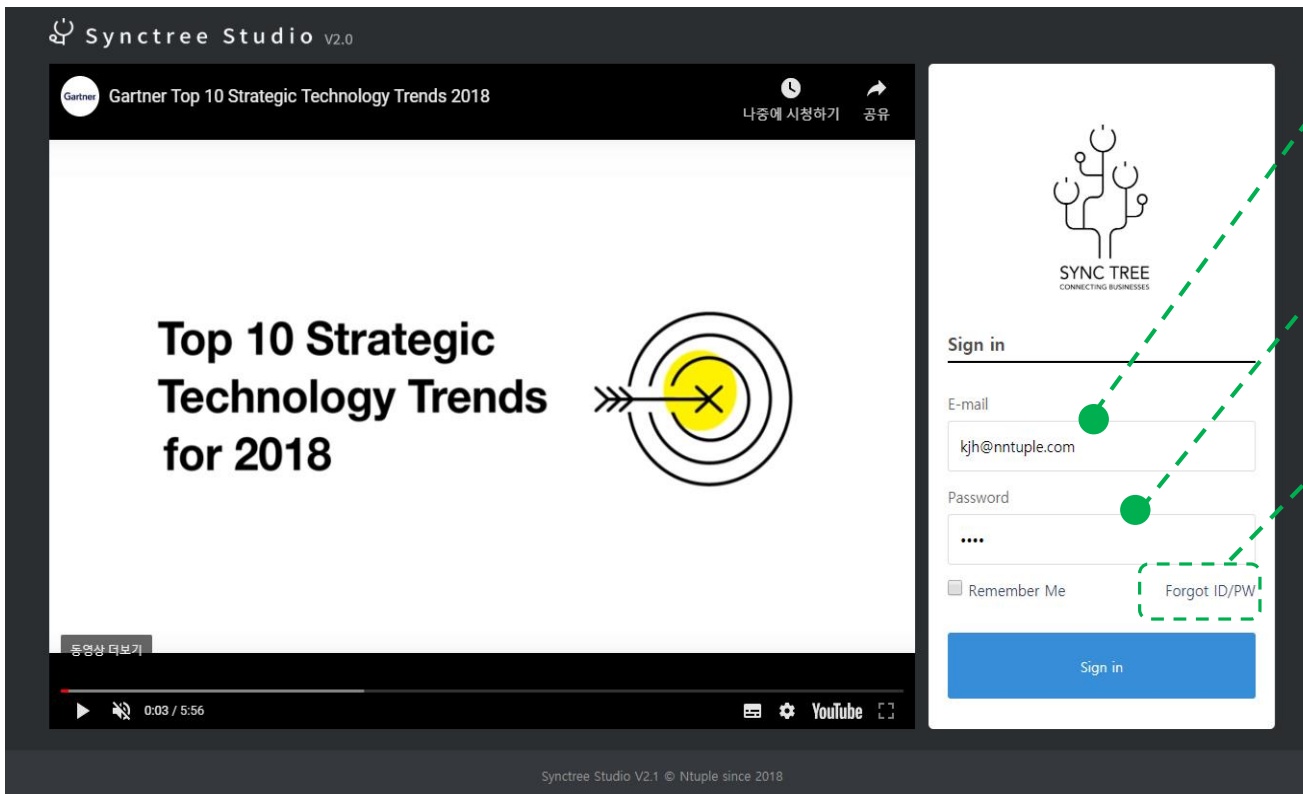 Synctree Studio V2.0
Gartner
Gartner Top 10 Strategic Technology Trends 2018
나중에 시청하기
공유
Top 10 Strategic
Technology Trends
for 2018
동영상 더보기
0:03 / 5:56
YouTube
SYNC TREE
CONNECTING BUSINESSES
Sign in
E-mail
kjh@nntuple.com
Password
••••
Remember Me
Forgot ID/PW
Sign in
Synctree Studio V2.1 © Ntuple since 2018